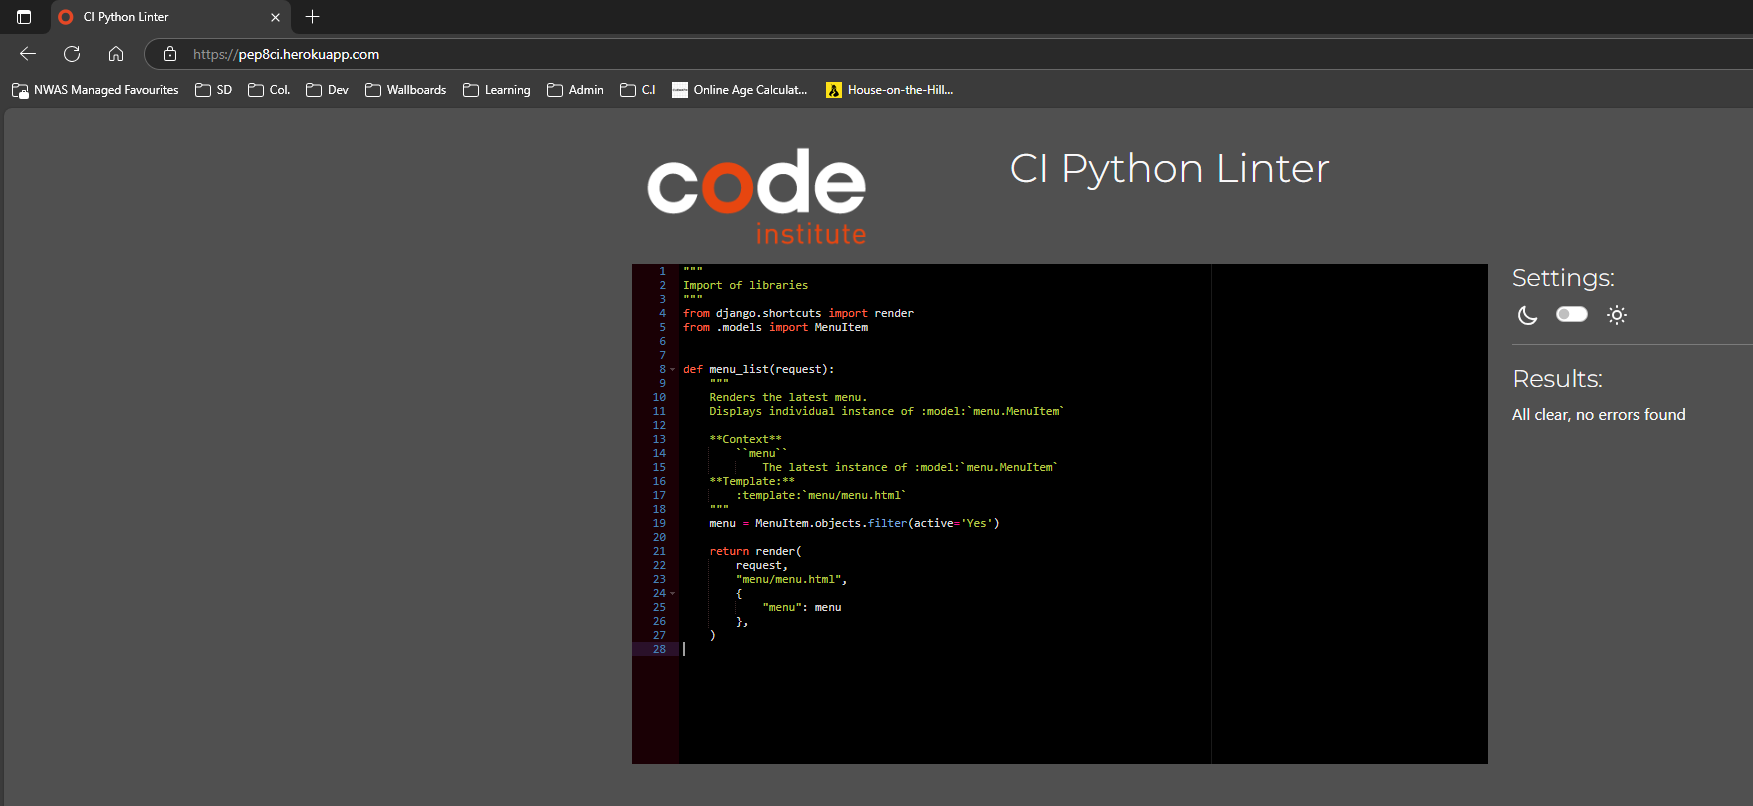 CI Python Linter
https://pep8ci.herokuapp.com
NWAS Managed Favourites SD Col. Dev Wallboards Learning Admin C.I Online Age Calculat... House-on-the-Hill...
code
institute
CI Python Linter
1 """
2 Import of libraries
3 """
4 from django.shortcuts import render
5 from .models import MenuItem
6
7
8 def menu_list(request):
9     """
10     Renders the latest menu.
11     Displays individual instance of :model:`menu.MenuItem`
12
13     **Context**
14         ``menu``
15             The latest instance of :model:`menu.MenuItem`
16     **Template:**
17         :template:`menu/menu.html`
18     """
19     menu = MenuItem.objects.filter(active='Yes')
20
21     return render(
22         request,
23         "menu/menu.html",
24         {
25             "menu": menu
26         },
27     )
28
Settings:
Results:
All clear, no errors found